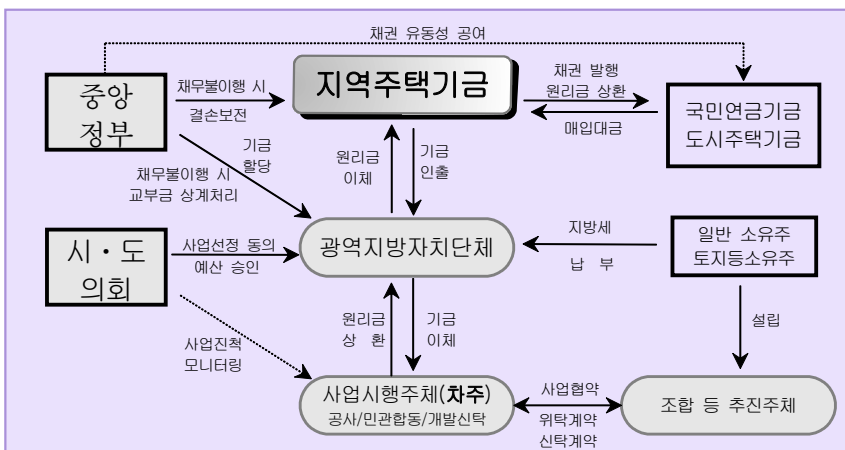 채권 유동성 공여
중앙
정부
채무불이행 시
결손보전
지역주택기금
채권 발행
원리금 상환
매입대금
국민연금기금
도시주택기금
기금
할당
채무불이행 시
교부금 상계처리
원리금
이체
기금
인출
시・도
의회
사업선정 동의
예산 승인
광역지방자치단체
지방세
납 부
일반 소유주
토지등소유주
사업진척
모니터링
원리금
상 환
기금
이체
설립
사업시행주체(차주)
공사/민관합동/개발신탁
사업협약
위탁계약
신탁계약
조합 등 추진주체